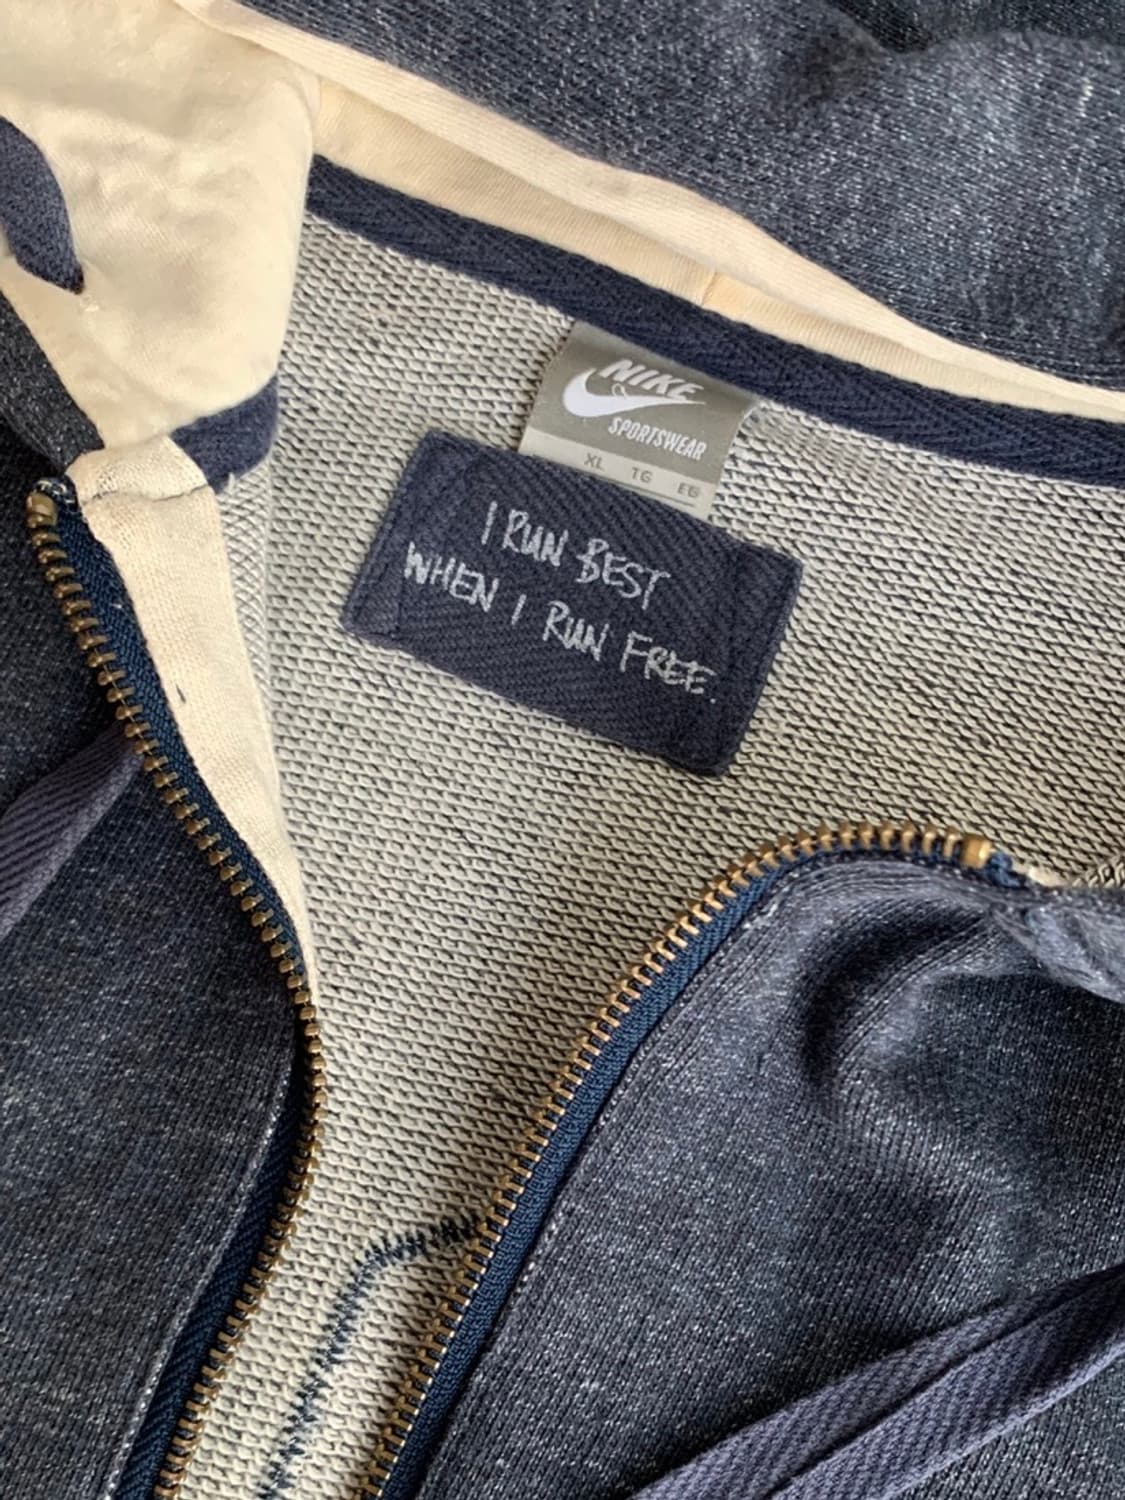 NIKE
SPORTSWEAR
XL TG EG
I RUN BEST
WHEN I RUN FREE.